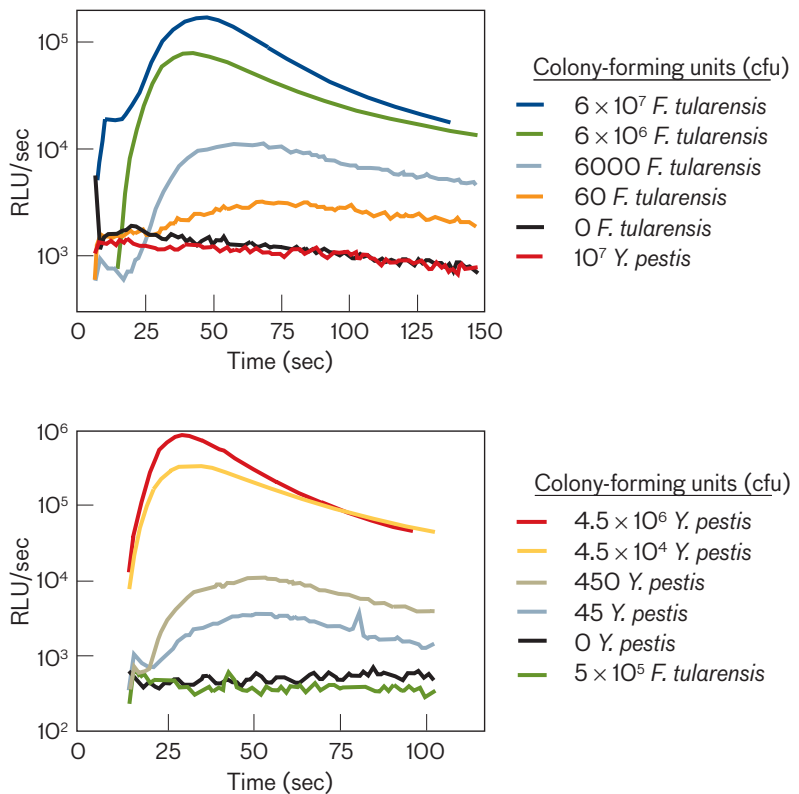 10⁵
10⁴
10³
RLU/sec
0 25 50 75 100 125 150
Time (sec)
Colony-forming units (cfu)
6 × 10⁷ F. tularensis
6 × 10⁶ F. tularensis
6000 F. tularensis
60 F. tularensis
0 F. tularensis
10⁷ Y. pestis
10⁶
10⁵
10⁴
10³
10²
RLU/sec
0 25 50 75 100
Time (sec)
Colony-forming units (cfu)
4.5 × 10⁶ Y. pestis
4.5 × 10⁴ Y. pestis
450 Y. pestis
45 Y. pestis
0 Y. pestis
5 × 10⁵ F. tularensis